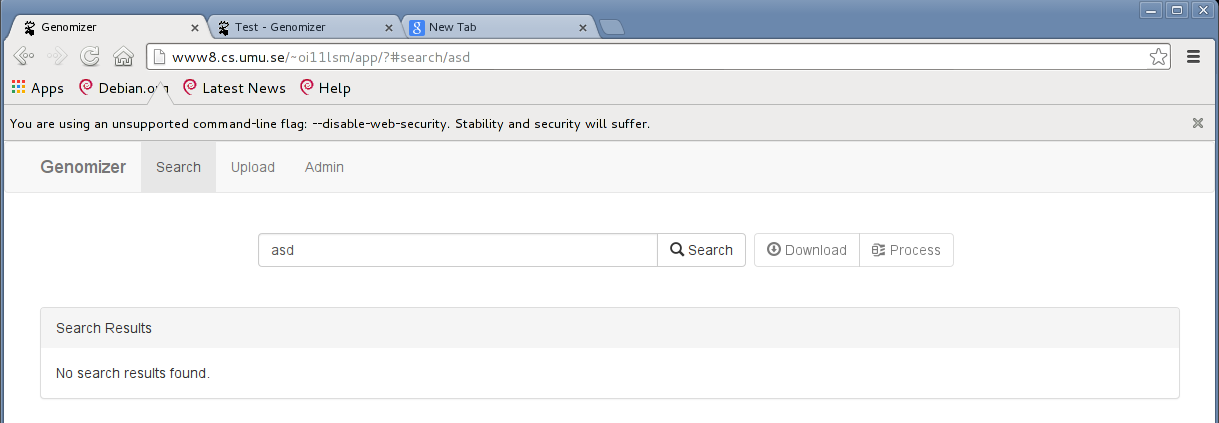 Genomizer
Test - Genomizer
New Tab
www8.cs.umu.se/~oi11lsm/app/?#search/asd
Apps Debian.org Latest News Help
You are using an unsupported command-line flag: --disable-web-security. Stability and security will suffer.
Genomizer Search Upload Admin
asd Search Download Process
Search Results
No search results found.